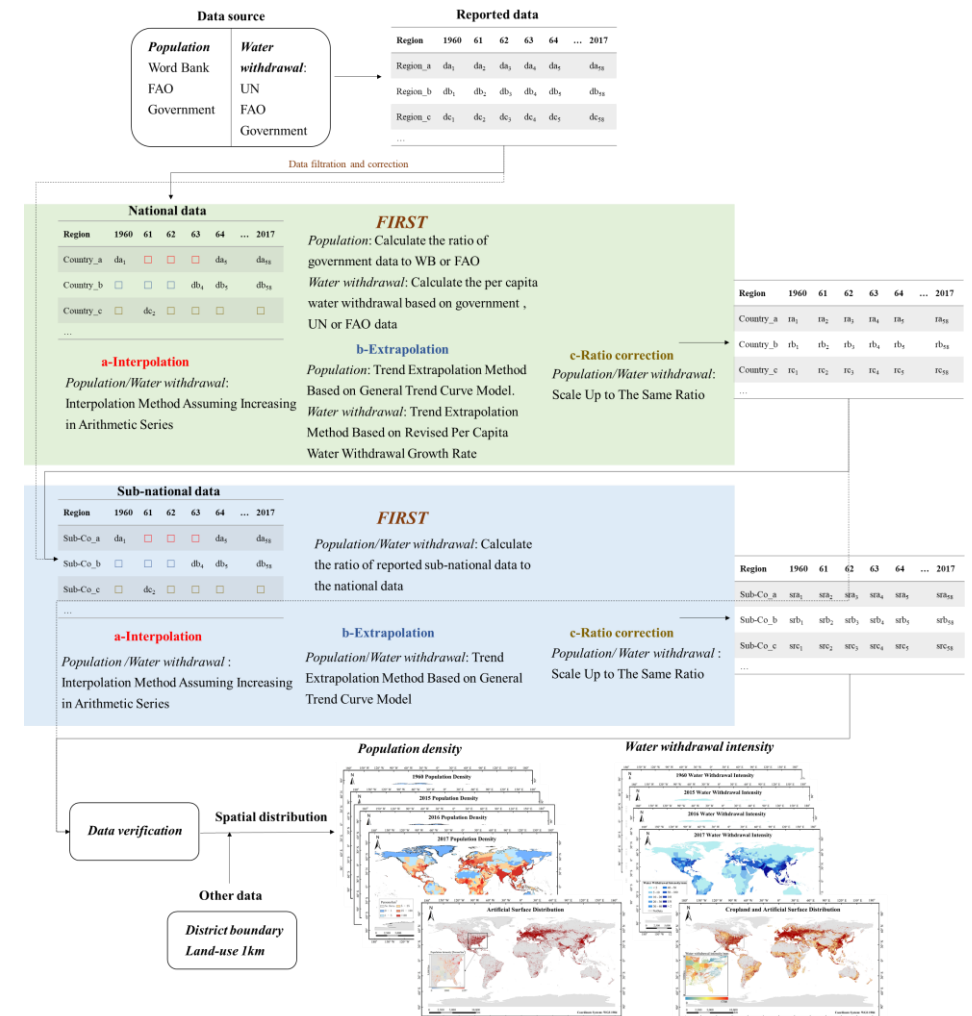 Data source
Population
Word Bank
FAO
Government
Water
withdrawal:
UN
FAO
Government
Reported data
Region 1960 61 62 63 64 … 2017
Region_a da1 da2 da3 da4 da5 da58
Region_b db1 db2 db3 db4 db5 db58
Region_c dc1 dc2 dc3 dc4 dc5 dc58
…
Data filtration and correction
National data
Region 1960 61 62 63 64 … 2017
Country_a da1 □ □ □ da5 da58
Country_b □ □ □ db4 db5 db58
Country_c □ dc2 □ □ □ □
…
FIRST
Population: Calculate the ratio of
government data to WB or FAO
Water withdrawal: Calculate the per capita
water withdrawal based on government ,
UN or FAO data
a-Interpolation
Population/Water withdrawal:
Interpolation Method Assuming Increasing
in Arithmetic Series
b-Extrapolation
Population: Trend Extrapolation Method
Based on General Trend Curve Model.
Water withdrawal: Trend Extrapolation
Method Based on Revised Per Capita
Water Withdrawal Growth Rate
c-Ratio correction
Population/Water withdrawal:
Scale Up to The Same Ratio
Region 1960 61 62 63 64 … 2017
Country_a ra1 ra2 ra3 ra4 ra5 ra58
Country_b rb1 rb2 rb3 rb4 rb5 rb58
Country_c rc1 rc2 rc3 rc4 rc5 rc58
…
Sub-national data
Region 1960 61 62 63 64 … 2017
Sub-Co_a da1 □ □ □ da5 da58
Sub-Co_b □ □ □ db4 db5 db58
Sub-Co_c □ dc2 □ □ □ □
…
FIRST
Population/Water withdrawal: Calculate
the ratio of reported sub-national data to
the national data
a-Interpolation
Population /Water withdrawal :
Interpolation Method Assuming Increasing
in Arithmetic Series
b-Extrapolation
Population/Water withdrawal: Trend
Extrapolation Method Based on General
Trend Curve Model
c-Ratio correction
Population/ Water withdrawal :
Scale Up to The Same Ratio
Region 1960 61 62 63 64 … 2017
Sub-Co_a sra1 sra2 sra3 sra4 sra5 sra58
Sub-Co_b srb1 srb2 srb3 srb4 srb5 srb58
Sub-Co_c src1 src2 src3 src4 src5 src58
…
Data verification
Spatial distribution
Other data
District boundary
Land-use 1km
Population density
1960 Population Density
2015 Population Density
2016 Population Density
2017 Population Density
Artificial Surface Distribution
Water withdrawal intensity
1960 Water Withdrawal Intensity
2015 Water Withdrawal Intensity
2016 Water Withdrawal Intensity
2017 Water Withdrawal Intensity
Cropland and Artificial Surface Distribution